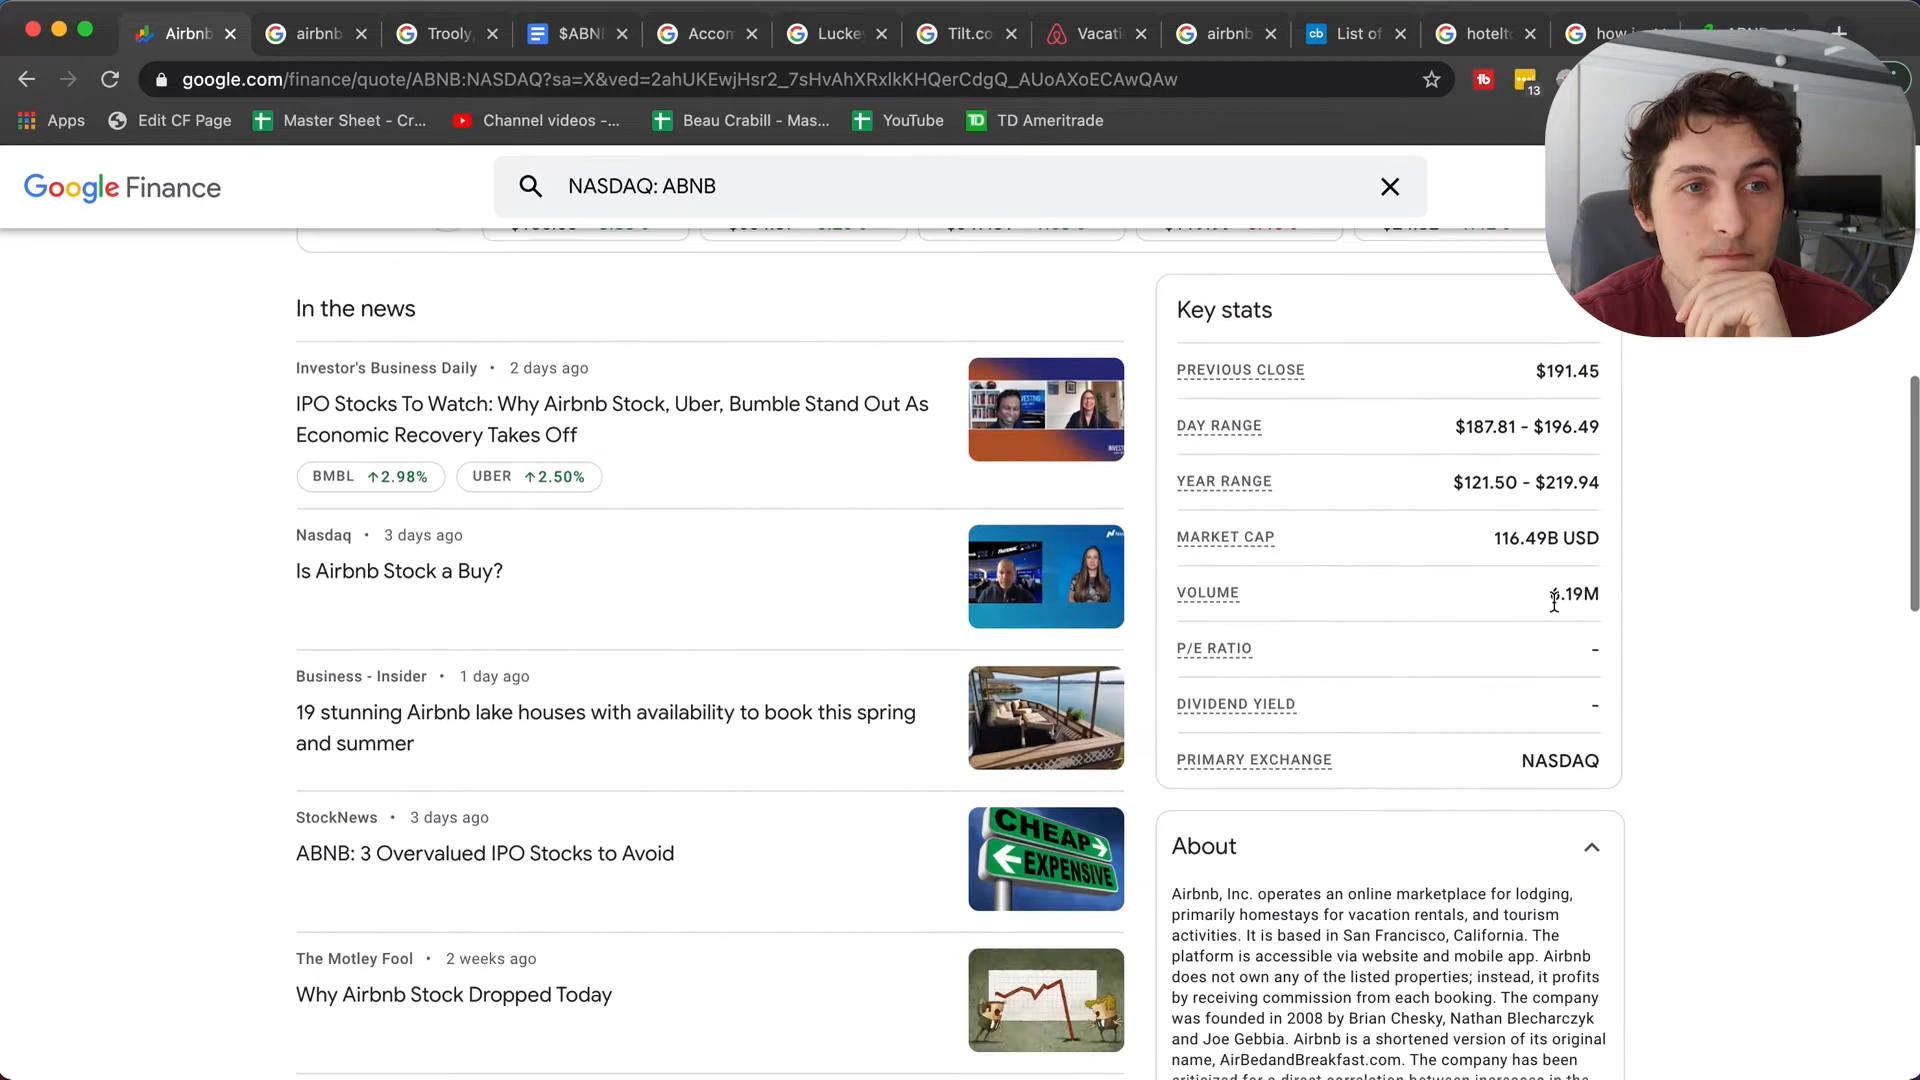 Airbnb
airbnb
Trooly,
$ABN
Accon
Lucke
Tilt.co
Vacati
airbnb
cb
List of
hotelto
how i
google.com/finance/quote/ABNB:NASDAQ?sa=X&ved=2ahUKEwjHsr2_7sHvAhXRxIkKHQerCdgQ_AUoAXoECAwQAw
tb
13
Apps
Edit CF Page
Master Sheet - Cr...
Channel videos -...
Beau Crabill - Mas...
YouTube
TD
TD Ameritrade
Google Finance
NASDAQ: ABNB
In the news
Investor's Business Daily • 2 days ago
IPO Stocks To Watch: Why Airbnb Stock, Uber, Bumble Stand Out As
Economic Recovery Takes Off
BMBL ↑2.98%
UBER ↑2.50%
Nasdaq • 3 days ago
Is Airbnb Stock a Buy?
Business - Insider • 1 day ago
19 stunning Airbnb lake houses with availability to book this spring
and summer
StockNews • 3 days ago
ABNB: 3 Overvalued IPO Stocks to Avoid
CHEAP
EXPENSIVE
The Motley Fool • 2 weeks ago
Why Airbnb Stock Dropped Today
Key stats
PREVIOUS CLOSE $191.45
DAY RANGE $187.81 - $196.49
YEAR RANGE $121.50 - $219.94
MARKET CAP 116.49B USD
VOLUME .19M
P/E RATIO -
DIVIDEND YIELD -
PRIMARY EXCHANGE NASDAQ
About
Airbnb, Inc. operates an online marketplace for lodging,
primarily homestays for vacation rentals, and tourism
activities. It is based in San Francisco, California. The
platform is accessible via website and mobile app. Airbnb
does not own any of the listed properties; instead, it profits
by receiving commission from each booking. The company
was founded in 2008 by Brian Chesky, Nathan Blecharczyk
and Joe Gebbia. Airbnb is a shortened version of its original
name, AirBedandBreakfast.com. The company has been